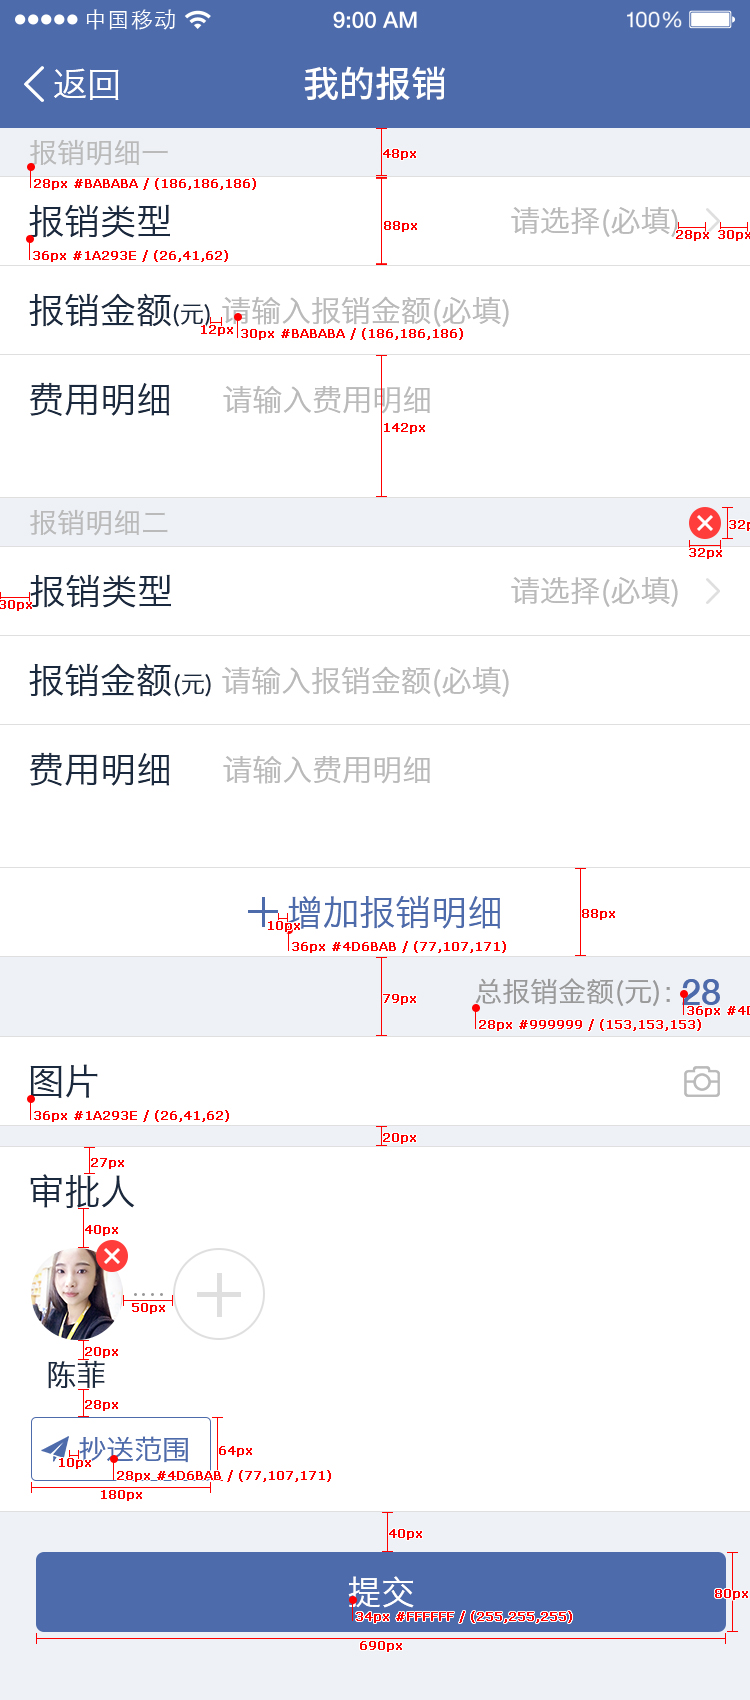 中国移动 9:00 AM 100%
返回 我的报销
报销明细一
48px
28px #BABABA / (186,186,186)
报销类型 88px 请选择(必填)
28px 30px
36px #1A293E / (26,41,62)
报销金额(元) 请输入报销金额(必填)
12px 30px #BABABA / (186,186,186)
费用明细 请输入费用明细
142px
报销明细二
32px
32px
报销类型 请选择(必填)
30px
报销金额(元) 请输入报销金额(必填)
费用明细 请输入费用明细
增加报销明细
10px 88px
36px #4D6BAB / (77,107,171)
总报销金额(元): 28
79px
36px #4D
28px #999999 / (153,153,153)
图片
36px #1A293E / (26,41,62)
20px
27px
审批人
40px
50px
20px
陈菲
28px
抄送范围
64px
10px
28px #4D6BAB / (77,107,171)
180px
40px
提交
80px
34px #FFFFFF / (255,255,255)
690px